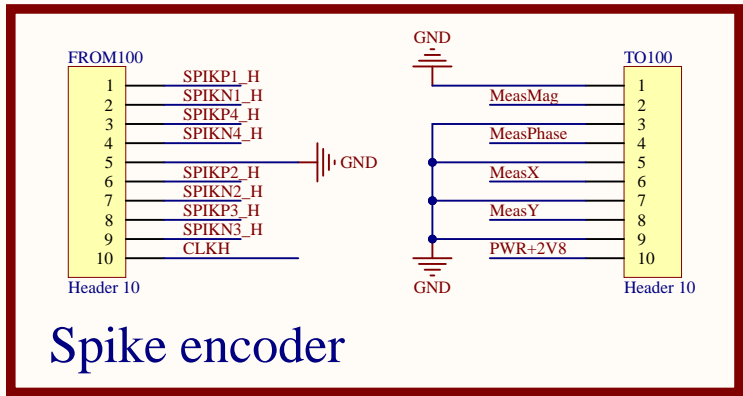 FROM100
1 SPIKP1_H
2 SPIKN1_H
3 SPIKP4_H
4 SPIKN4_H
5 GND
6 SPIKP2_H
7 SPIKN2_H
8 SPIKP3_H
9 SPIKN3_H
10 CLKH
Header 10
GND
TO100
1
MeasMag 2
3
MeasPhase 4
5
MeasX 6
7
MeasY 8
9
PWR+2V8 10
GND
Header 10
Spike encoder